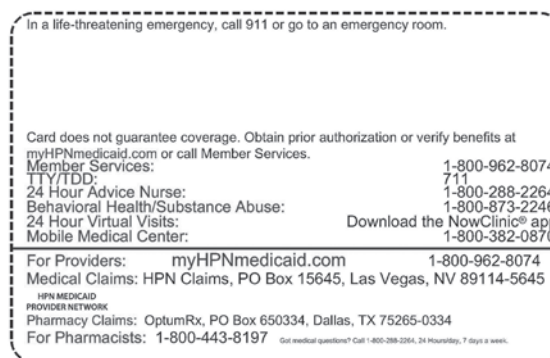 In a life-threatening emergency, call 911 or go to an emergency room.
Card does not guarantee coverage. Obtain prior authorization or verify benefits at
myHPNmedicaid.com or call Member Services.
Member Services: 1-800-962-8074
TTY/TDD: 711
24 Hour Advice Nurse: 1-800-288-2264
Behavioral Health/Substance Abuse: 1-800-873-2246
24 Hour Virtual Visits: Download the NowClinic® app
Mobile Medical Center: 1-800-382-0870
For Providers: myHPNmedicaid.com 1-800-962-8074
Medical Claims: HPN Claims, PO Box 15645, Las Vegas, NV 89114-5645
HPN MEDICAID
PROVIDER NETWORK
Pharmacy Claims: OptumRx, PO Box 650334, Dallas, TX 75265-0334
For Pharmacists: 1-800-443-8197 Got medical questions? Call 1-800-288-2264, 24 Hours/day, 7 days a week.